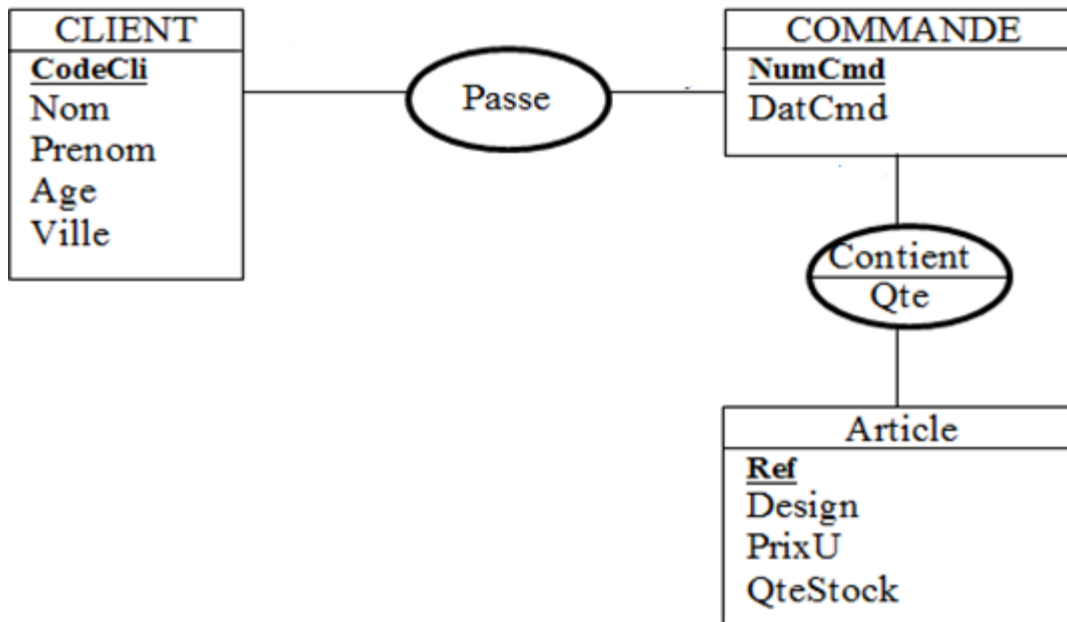 CLIENT
CodeCli
Nom
Prenom
Age
Ville
Passe
COMMANDE
NumCmd
DatCmd
Contient
Qte
Article
Ref
Design
PrixU
QteStock